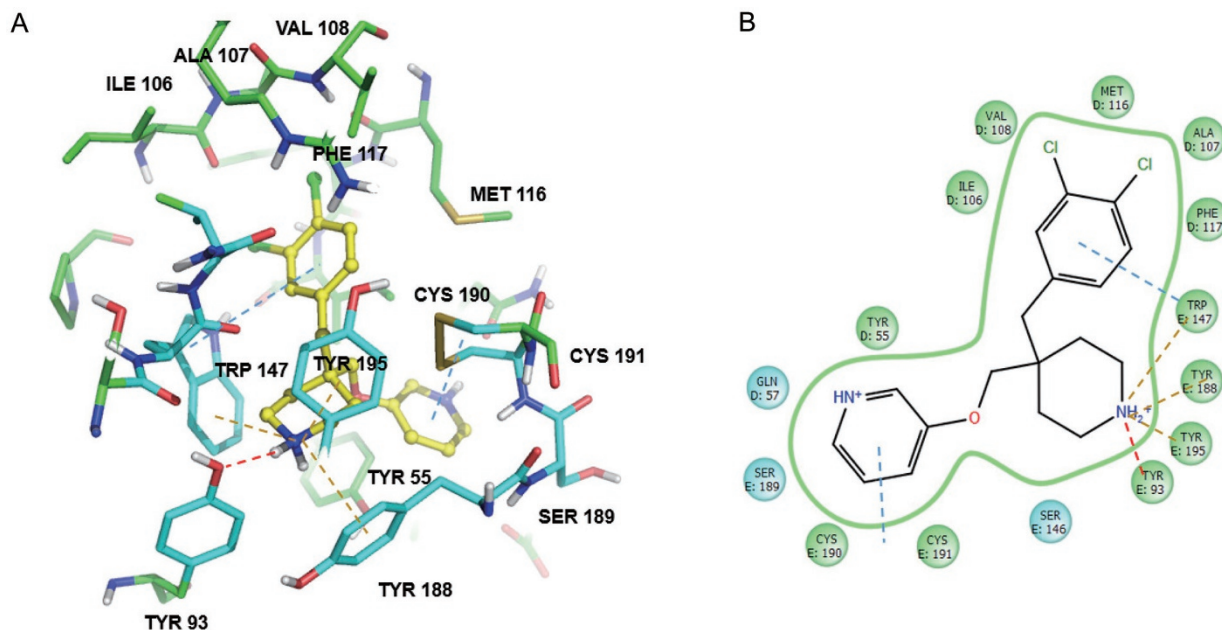 A
VAL 108
ALA 107
ILE 106
PHE 117
MET 116
CYS 190
CYS 191
TRP 147
TYR 195
TYR 55
SER 189
TYR 188
TYR 93
B
MET
D: 116
VAL
D: 108
ALA
D: 107
Cl
Cl
ILE
D: 106
PHE
D: 117
TRP
E: 147
TYR
D: 55
GLN
D: 57
HN+
O
NH2+
TYR
E: 188
TYR
E: 195
SER
E: 189
TYR
E: 93
SER
E: 146
CYS
E: 190
CYS
E: 191